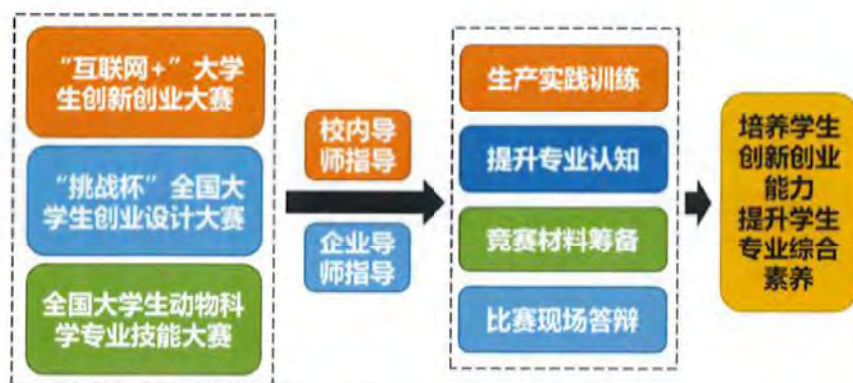 “互联网+”大学
生创新创业大赛
“挑战杯”全国大
学生创业设计大赛
全国大学生动物科
学专业技能大赛
校内导
师指导
企业导
师指导
生产实践训练
提升专业认知
竞赛材料筹备
比赛现场答辩
培养学生
创新创业
能力
提升学生
专业综合
素养